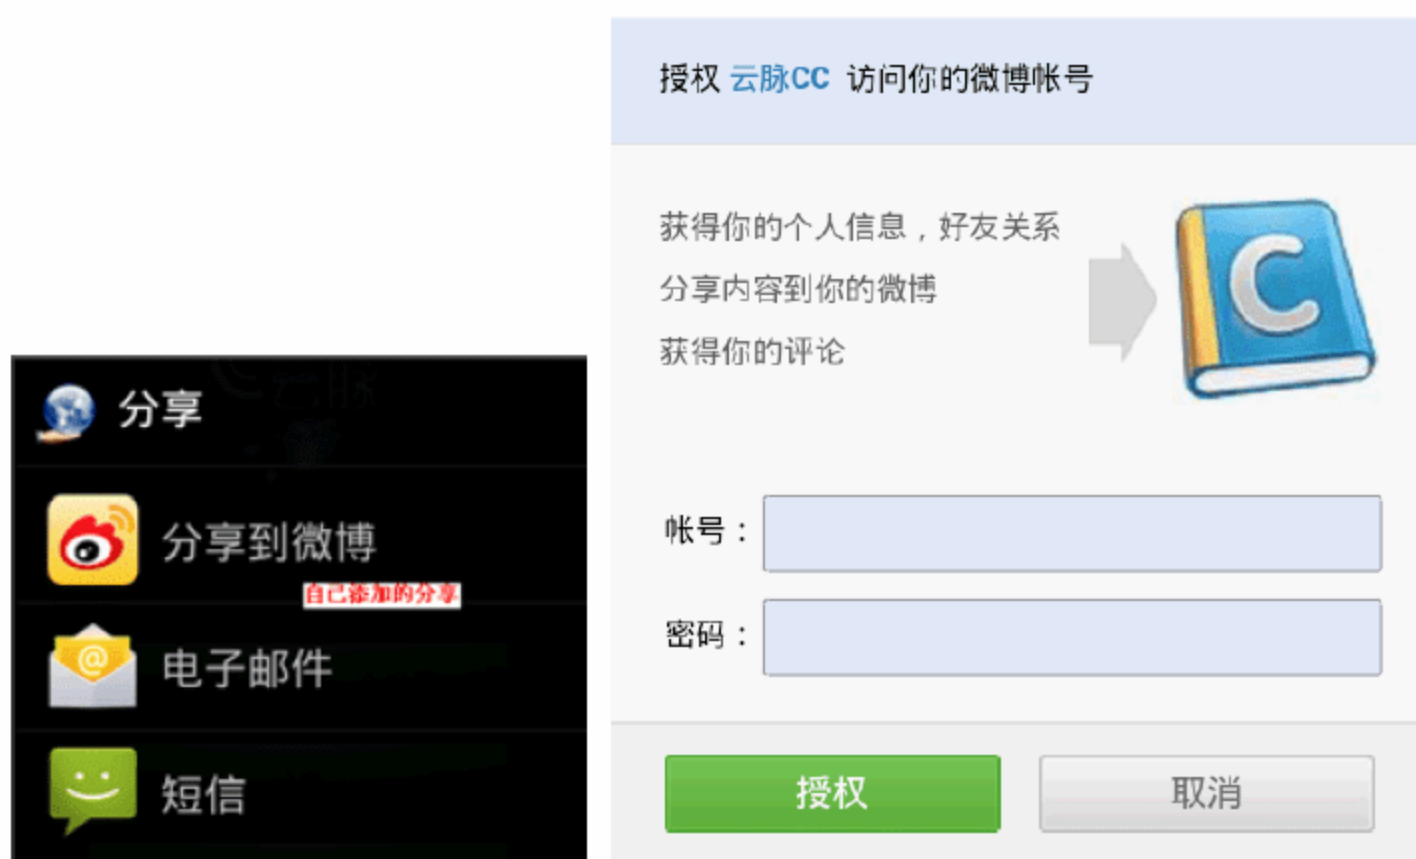 分享
分享到微博
自己添加的分享
电子邮件
@
短信
授权 云脉CC 访问你的微博帐号
获得你的个人信息，好友关系
分享内容到你的微博
获得你的评论
C
帐号：
密码：
授权
取消